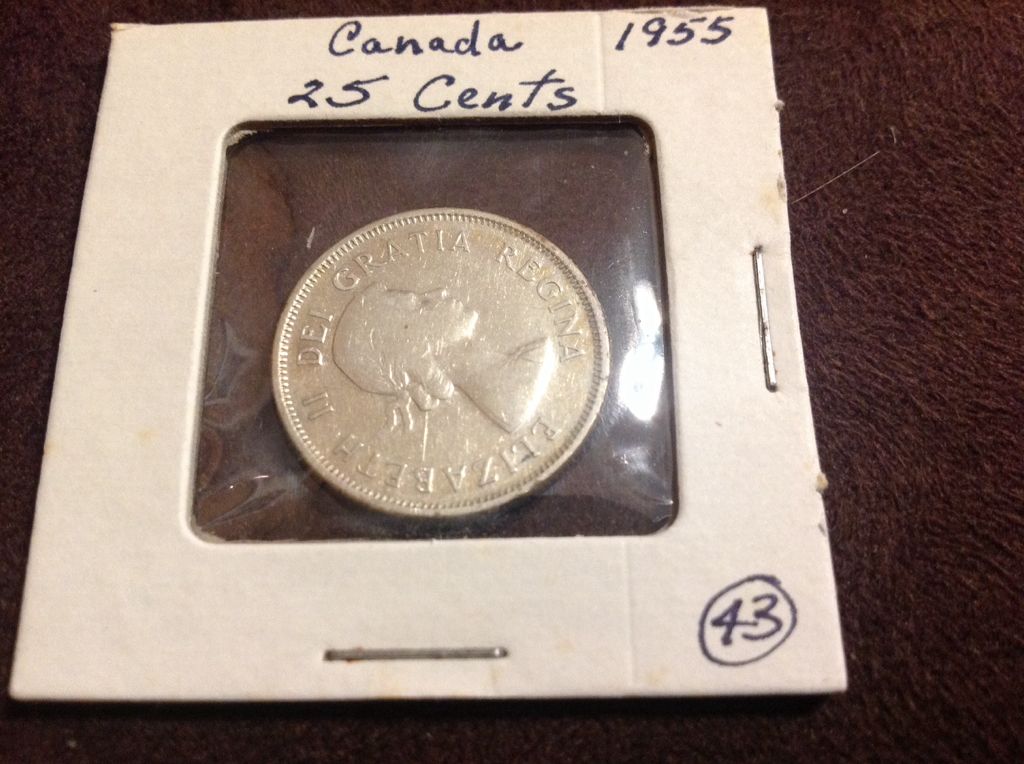 Canada 1955
25 Cents
ELIZABETH II DEI GRATIA REGINA
43